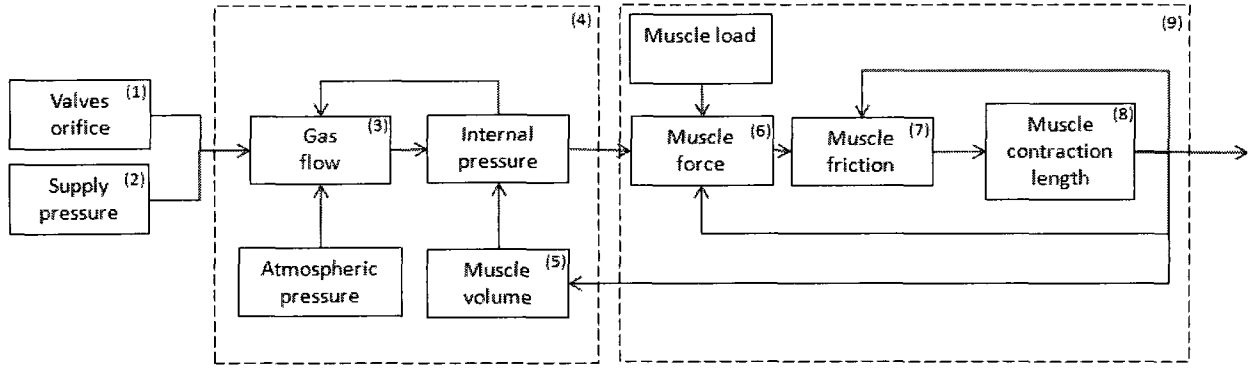 (4)
(9)
Muscle load
(1)
Valves
orifice
(2)
Supply
pressure
(3)
Gas
flow
Internal
pressure
Atmospheric
pressure
(5)
Muscle
volume
(6)
Muscle
force
(7)
Muscle
friction
(8)
Muscle
contraction
length